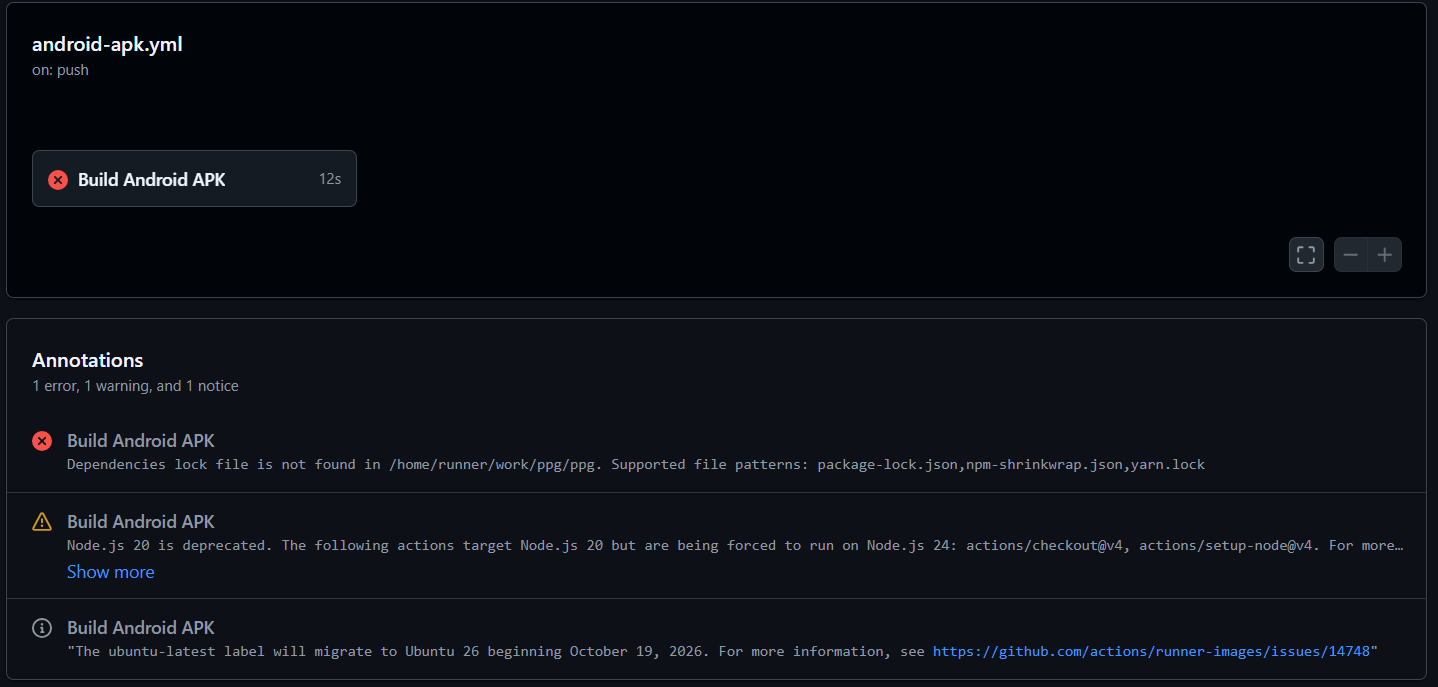 android-apk.yml
on: push
Build Android APK 12s
Annotations
1 error, 1 warning, and 1 notice
Build Android APK
Dependencies lock file is not found in /home/runner/work/ppg/ppg. Supported file patterns: package-lock.json,npm-shrinkwrap.json,yarn.lock
Build Android APK
Node.js 20 is deprecated. The following actions target Node.js 20 but are being forced to run on Node.js 24: actions/checkout@v4, actions/setup-node@v4. For more…
Show more
Build Android APK
"The ubuntu-latest label will migrate to Ubuntu 26 beginning October 19, 2026. For more information, see https://github.com/actions/runner-images/issues/14748"